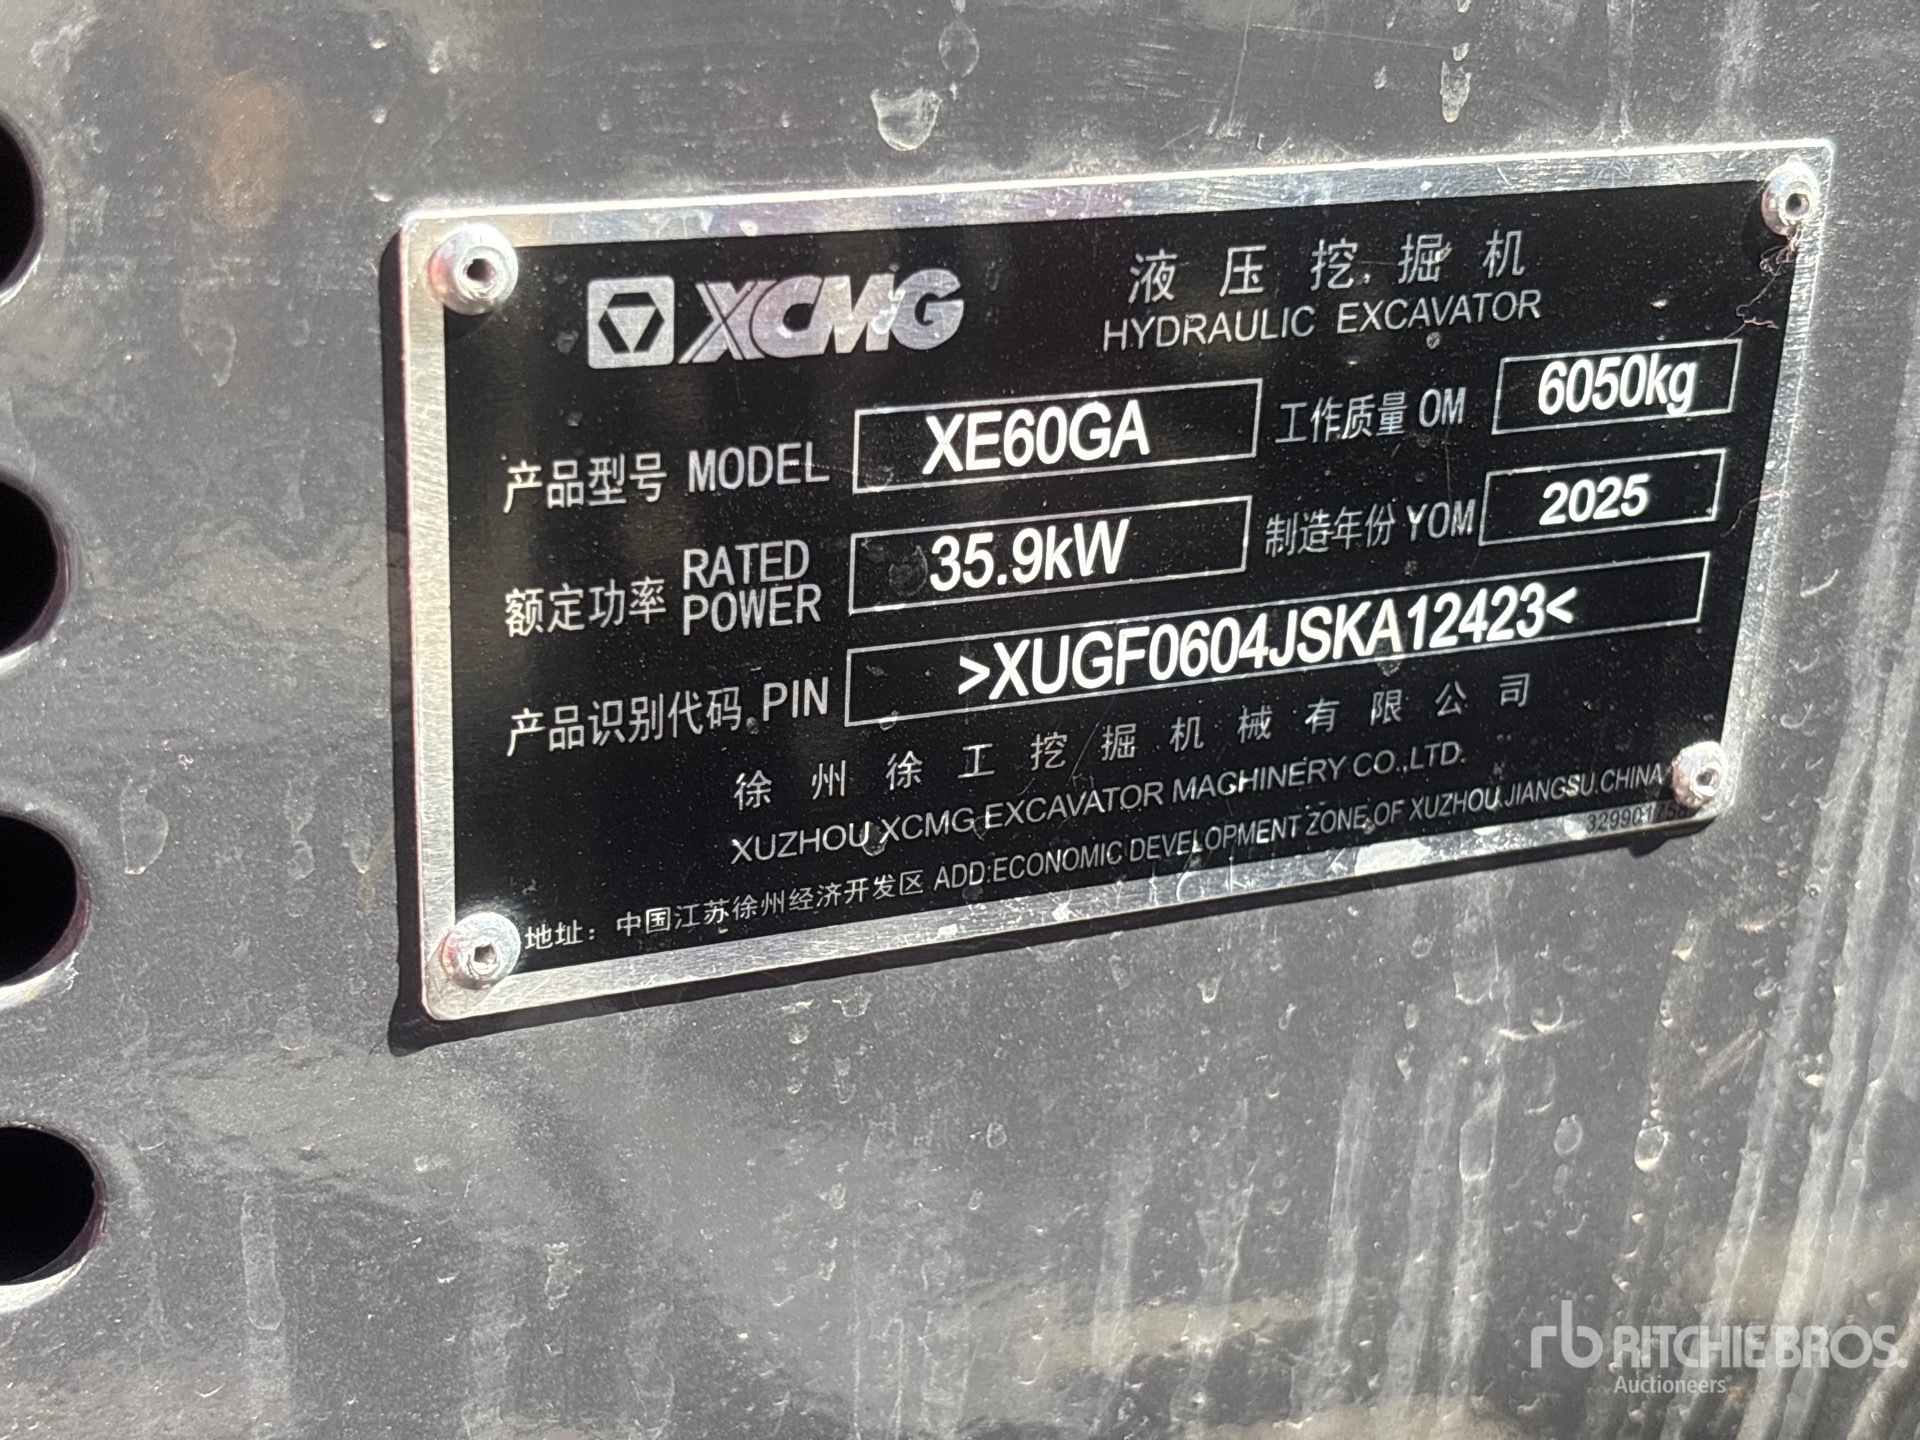 XCMG
液压挖掘机
HYDRAULIC EXCAVATOR
产品型号 MODEL XE60GA 工作质量 OM 6050kg
额定功率 RATED POWER 35.9kW 制造年份 YOM 2025
产品识别代码 PIN >XUGF0604JSKA12423<
徐州徐工挖掘机械有限公司
XUZHOU XCMG EXCAVATOR MACHINERY CO.,LTD.
地址：中国江苏徐州经济开发区 ADD:ECONOMIC DEVELOPMENT ZONE OF XUZHOU.JIANGSU.CHINA
rb RITCHIE BROS.
Auctioneers